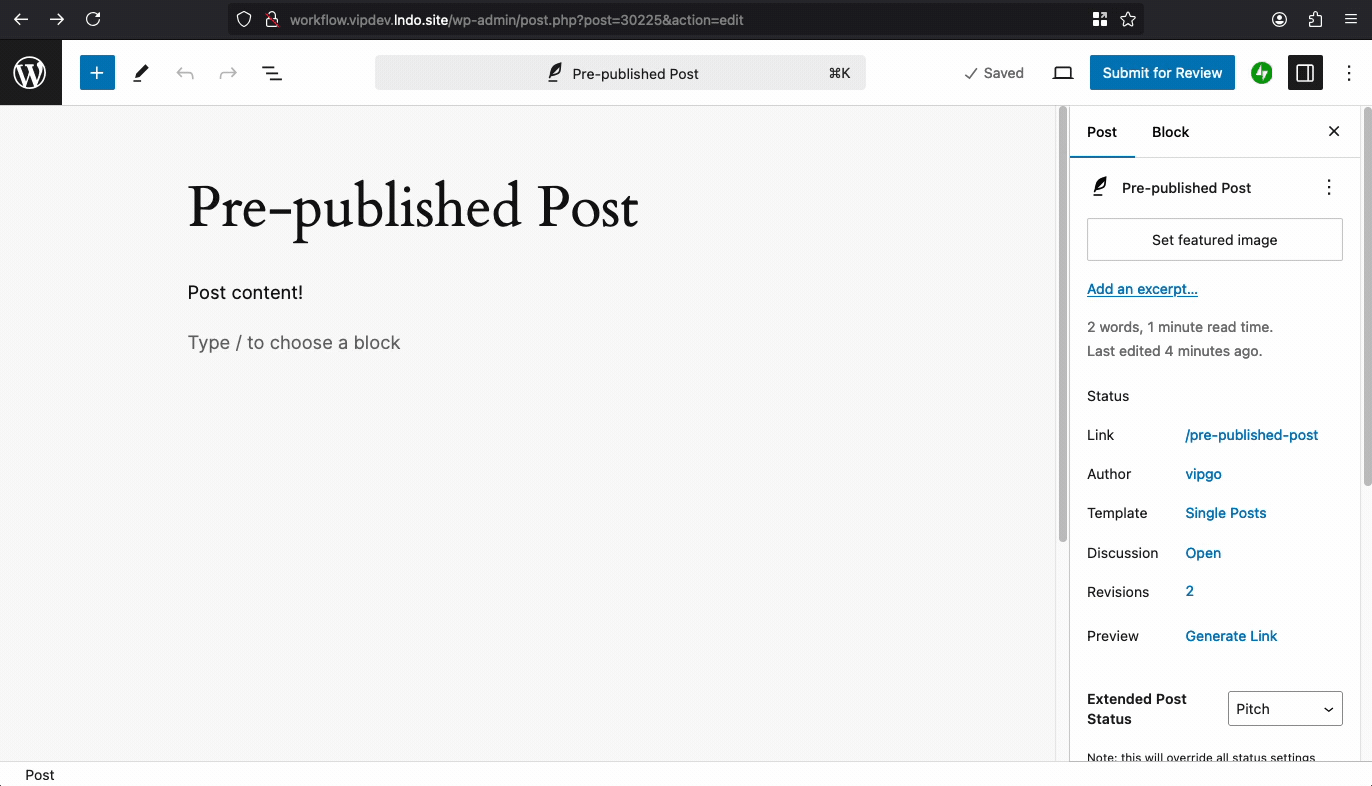 workflow.vipdev.lndo.site/wp-admin/post.php?post=30225&action=edit
Pre-published Post
⌘K
Saved
Submit for Review
Post
Block
Pre-published Post
Pre-published Post
Set featured image
Add an excerpt...
Post content!
2 words, 1 minute read time.
Type / to choose a block
Last edited 4 minutes ago.
Status
Link /pre-published-post
Author vipgo
Template Single Posts
Discussion Open
Revisions 2
Preview Generate Link
Extended Post
Status
Pitch
Note: this will override all status settings
Post